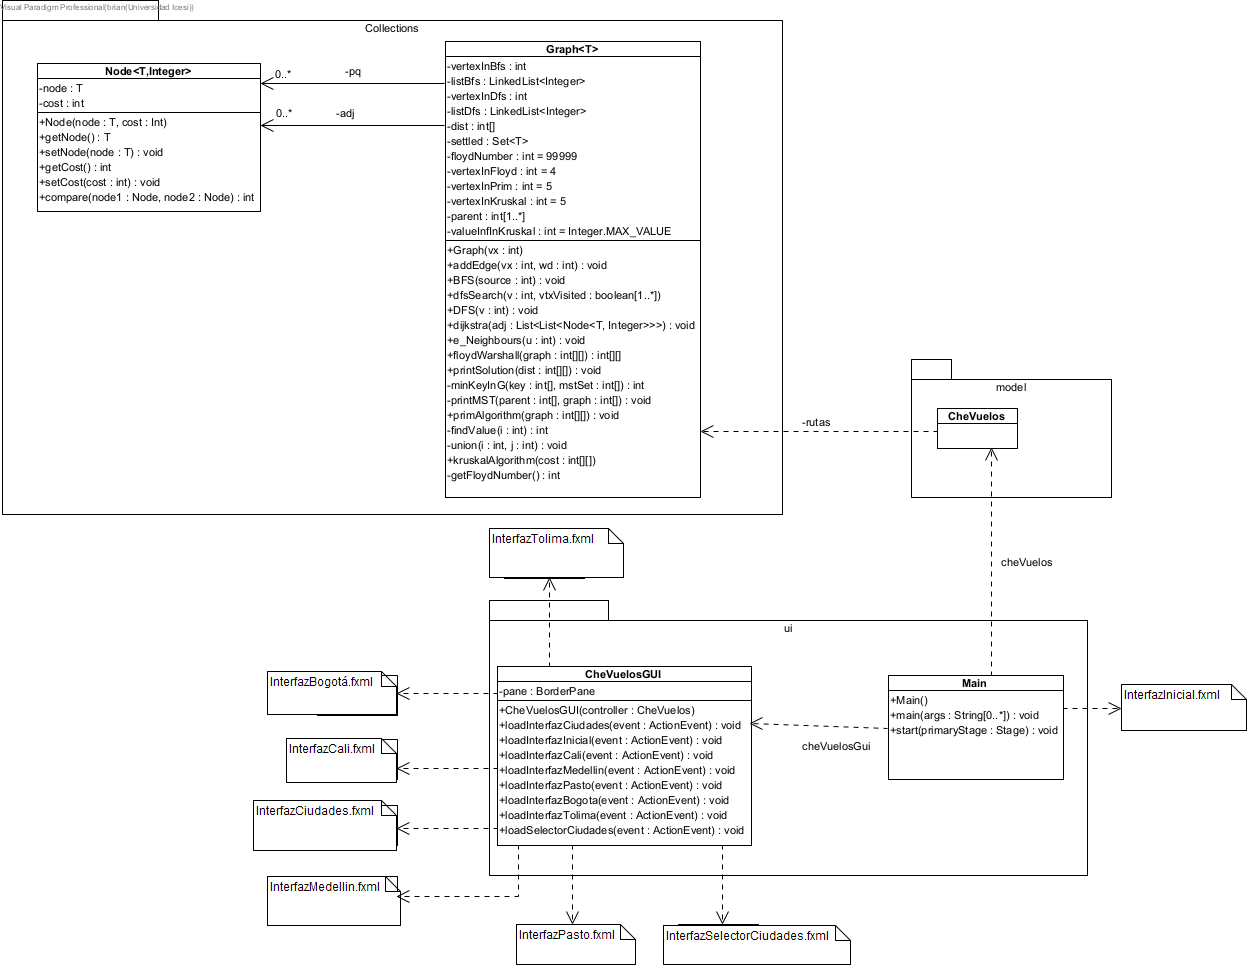 Visual Paradigm Professional(brian(Universidad Icesi))
Collections
Node<T,Integer>
-node : T
-cost : int
+Node(node : T, cost : Int)
+getNode() : T
+setNode(node : T) : void
+getCost() : int
+setCost(cost : int) : void
+compare(node1 : Node, node2 : Node) : int
0..*
-pq
0..*
-adj
Graph<T>
-vertexInBfs : int
-listBfs : LinkedList<Integer>
-vertexInDfs : int
-listDfs : LinkedList<Integer>
-dist : int[]
-settled : Set<T>
-floydNumber : int = 99999
-vertexInFloyd : int = 4
-vertexInPrim : int = 5
-vertexInKruskal : int = 5
-parent : int[1..*]
-valueInfInKruskal : int = Integer.MAX_VALUE
+Graph(vx : int)
+addEdge(vx : int, wd : int) : void
+BFS(source : int) : void
+dfsSearch(v : int, vtxVisited : boolean[1..*])
+DFS(v : int) : void
+dijkstra(adj : List<List<Node<T, Integer>>>) : void
+e_Neighbours(u : int) : void
+floydWarshall(graph : int[][]) : int[][]
+printSolution(dist : int[][]) : void
-minKeyInG(key : int[], mstSet : int[]) : int
-printMST(parent : int[], graph : int[]) : void
+primAlgorithm(graph : int[][]) : void
-findValue(i : int) : int
-union(i : int, j : int) : void
+kruskalAlgorithm(cost : int[][])
-getFloydNumber() : int
-rutas
model
CheVuelos
cheVuelos
InterfazTolima.fxml
ui
CheVuelosGUI
-pane : BorderPane
+CheVuelosGUI(controller : CheVuelos)
+loadInterfazCiudades(event : ActionEvent) : void
+loadInterfazInicial(event : ActionEvent) : void
+loadInterfazCali(event : ActionEvent) : void
+loadInterfazMedellin(event : ActionEvent) : void
+loadInterfazPasto(event : ActionEvent) : void
+loadInterfazBogota(event : ActionEvent) : void
+loadInterfazTolima(event : ActionEvent) : void
+loadSelectorCiudades(event : ActionEvent) : void
cheVuelosGui
Main
+Main()
+main(args : String[0..*]) : void
+start(primaryStage : Stage) : void
InterfazInicial.fxml
InterfazBogotá.fxml
InterfazCali.fxml
InterfazCiudades.fxml
InterfazMedellin.fxml
InterfazPasto.fxml
InterfazSelectorCiudades.fxml